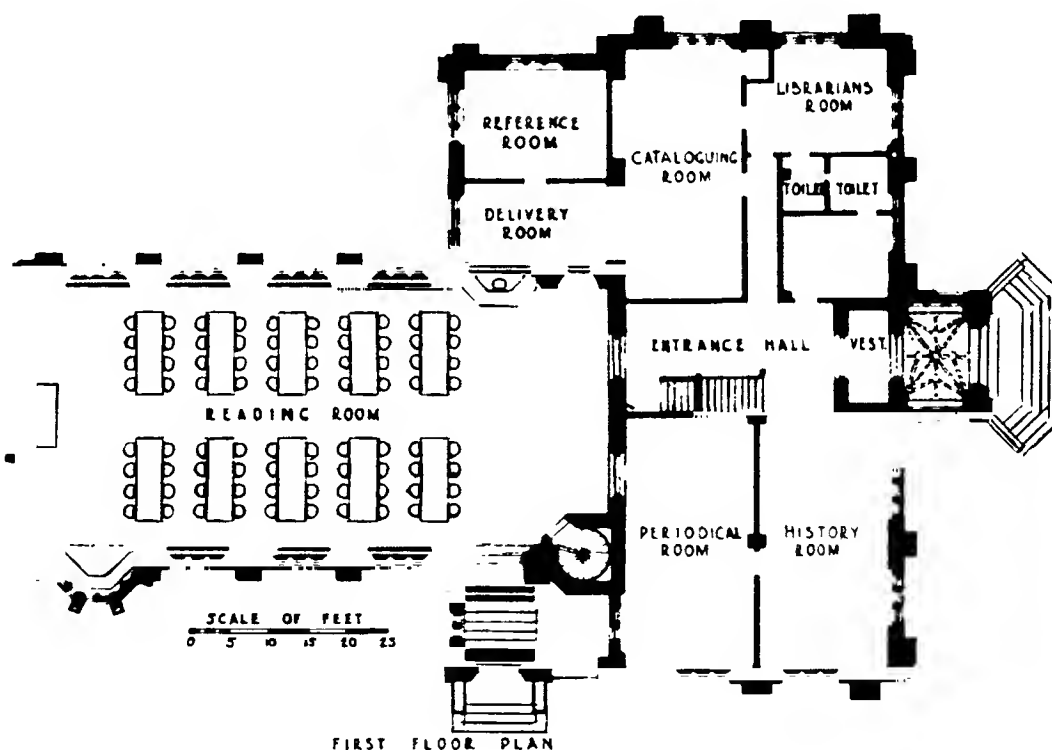 LIBRARIANS
ROOM
REFERENCE
ROOM
CATALOGUING
ROOM
TOILET TOILET
DELIVERY
ROOM
ENTRANCE HALL
VEST.
READING ROOM
PERIODICAL
ROOM
HISTORY
ROOM
SCALE OF FEET
0 5 10 15 20 25
FIRST FLOOR PLAN